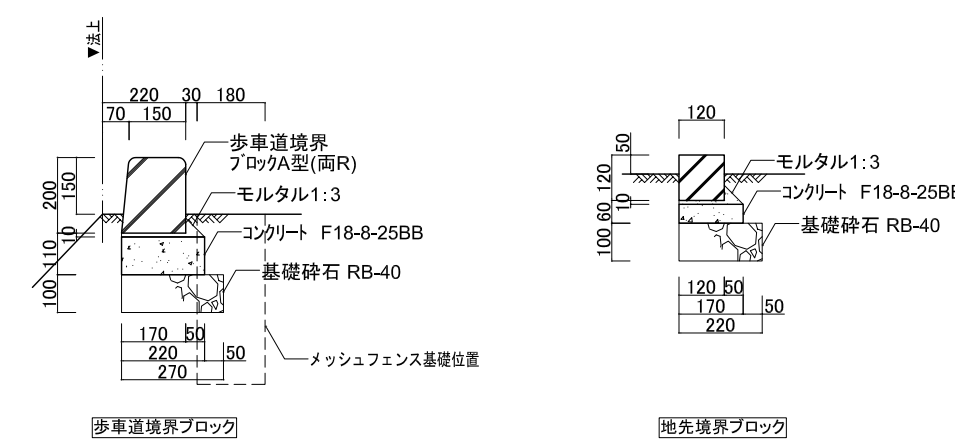 ▼法上
220 30 180
70 150
歩車道境界
ブロックA型(両R)
モルタル1:3
コンクリート F18-8-25BB
基礎砕石 RB-40
200
150
10
110
100
170 50
220 50
270
メッシュフェンス基礎位置
歩車道境界ブロック
120
50
120
10
60
100
モルタル1:3
コンクリート F18-8-25BB
基礎砕石 RB-40
120 50
170 50
220
地先境界ブロック